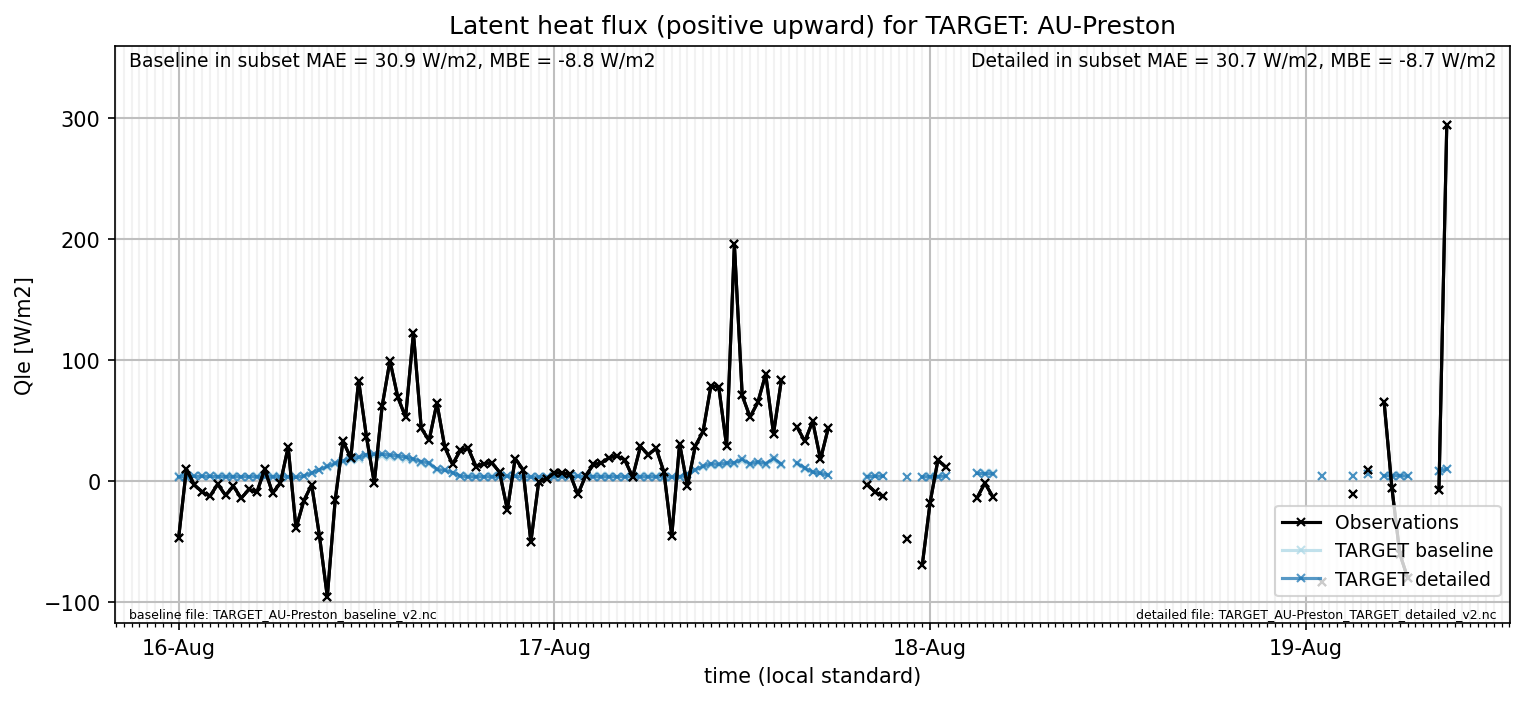 Latent heat flux (positive upward) for TARGET: AU-Preston
Baseline in subset MAE = 30.9 W/m2, MBE = -8.8 W/m2
Detailed in subset MAE = 30.7 W/m2, MBE = -8.7 W/m2
Qle [W/m2]
300
200
100
0
−100
Observations
TARGET baseline
TARGET detailed
baseline file: TARGET_AU-Preston_baseline_v2.nc
detailed file: TARGET_AU-Preston_TARGET_detailed_v2.nc
16-Aug
17-Aug
18-Aug
19-Aug
time (local standard)